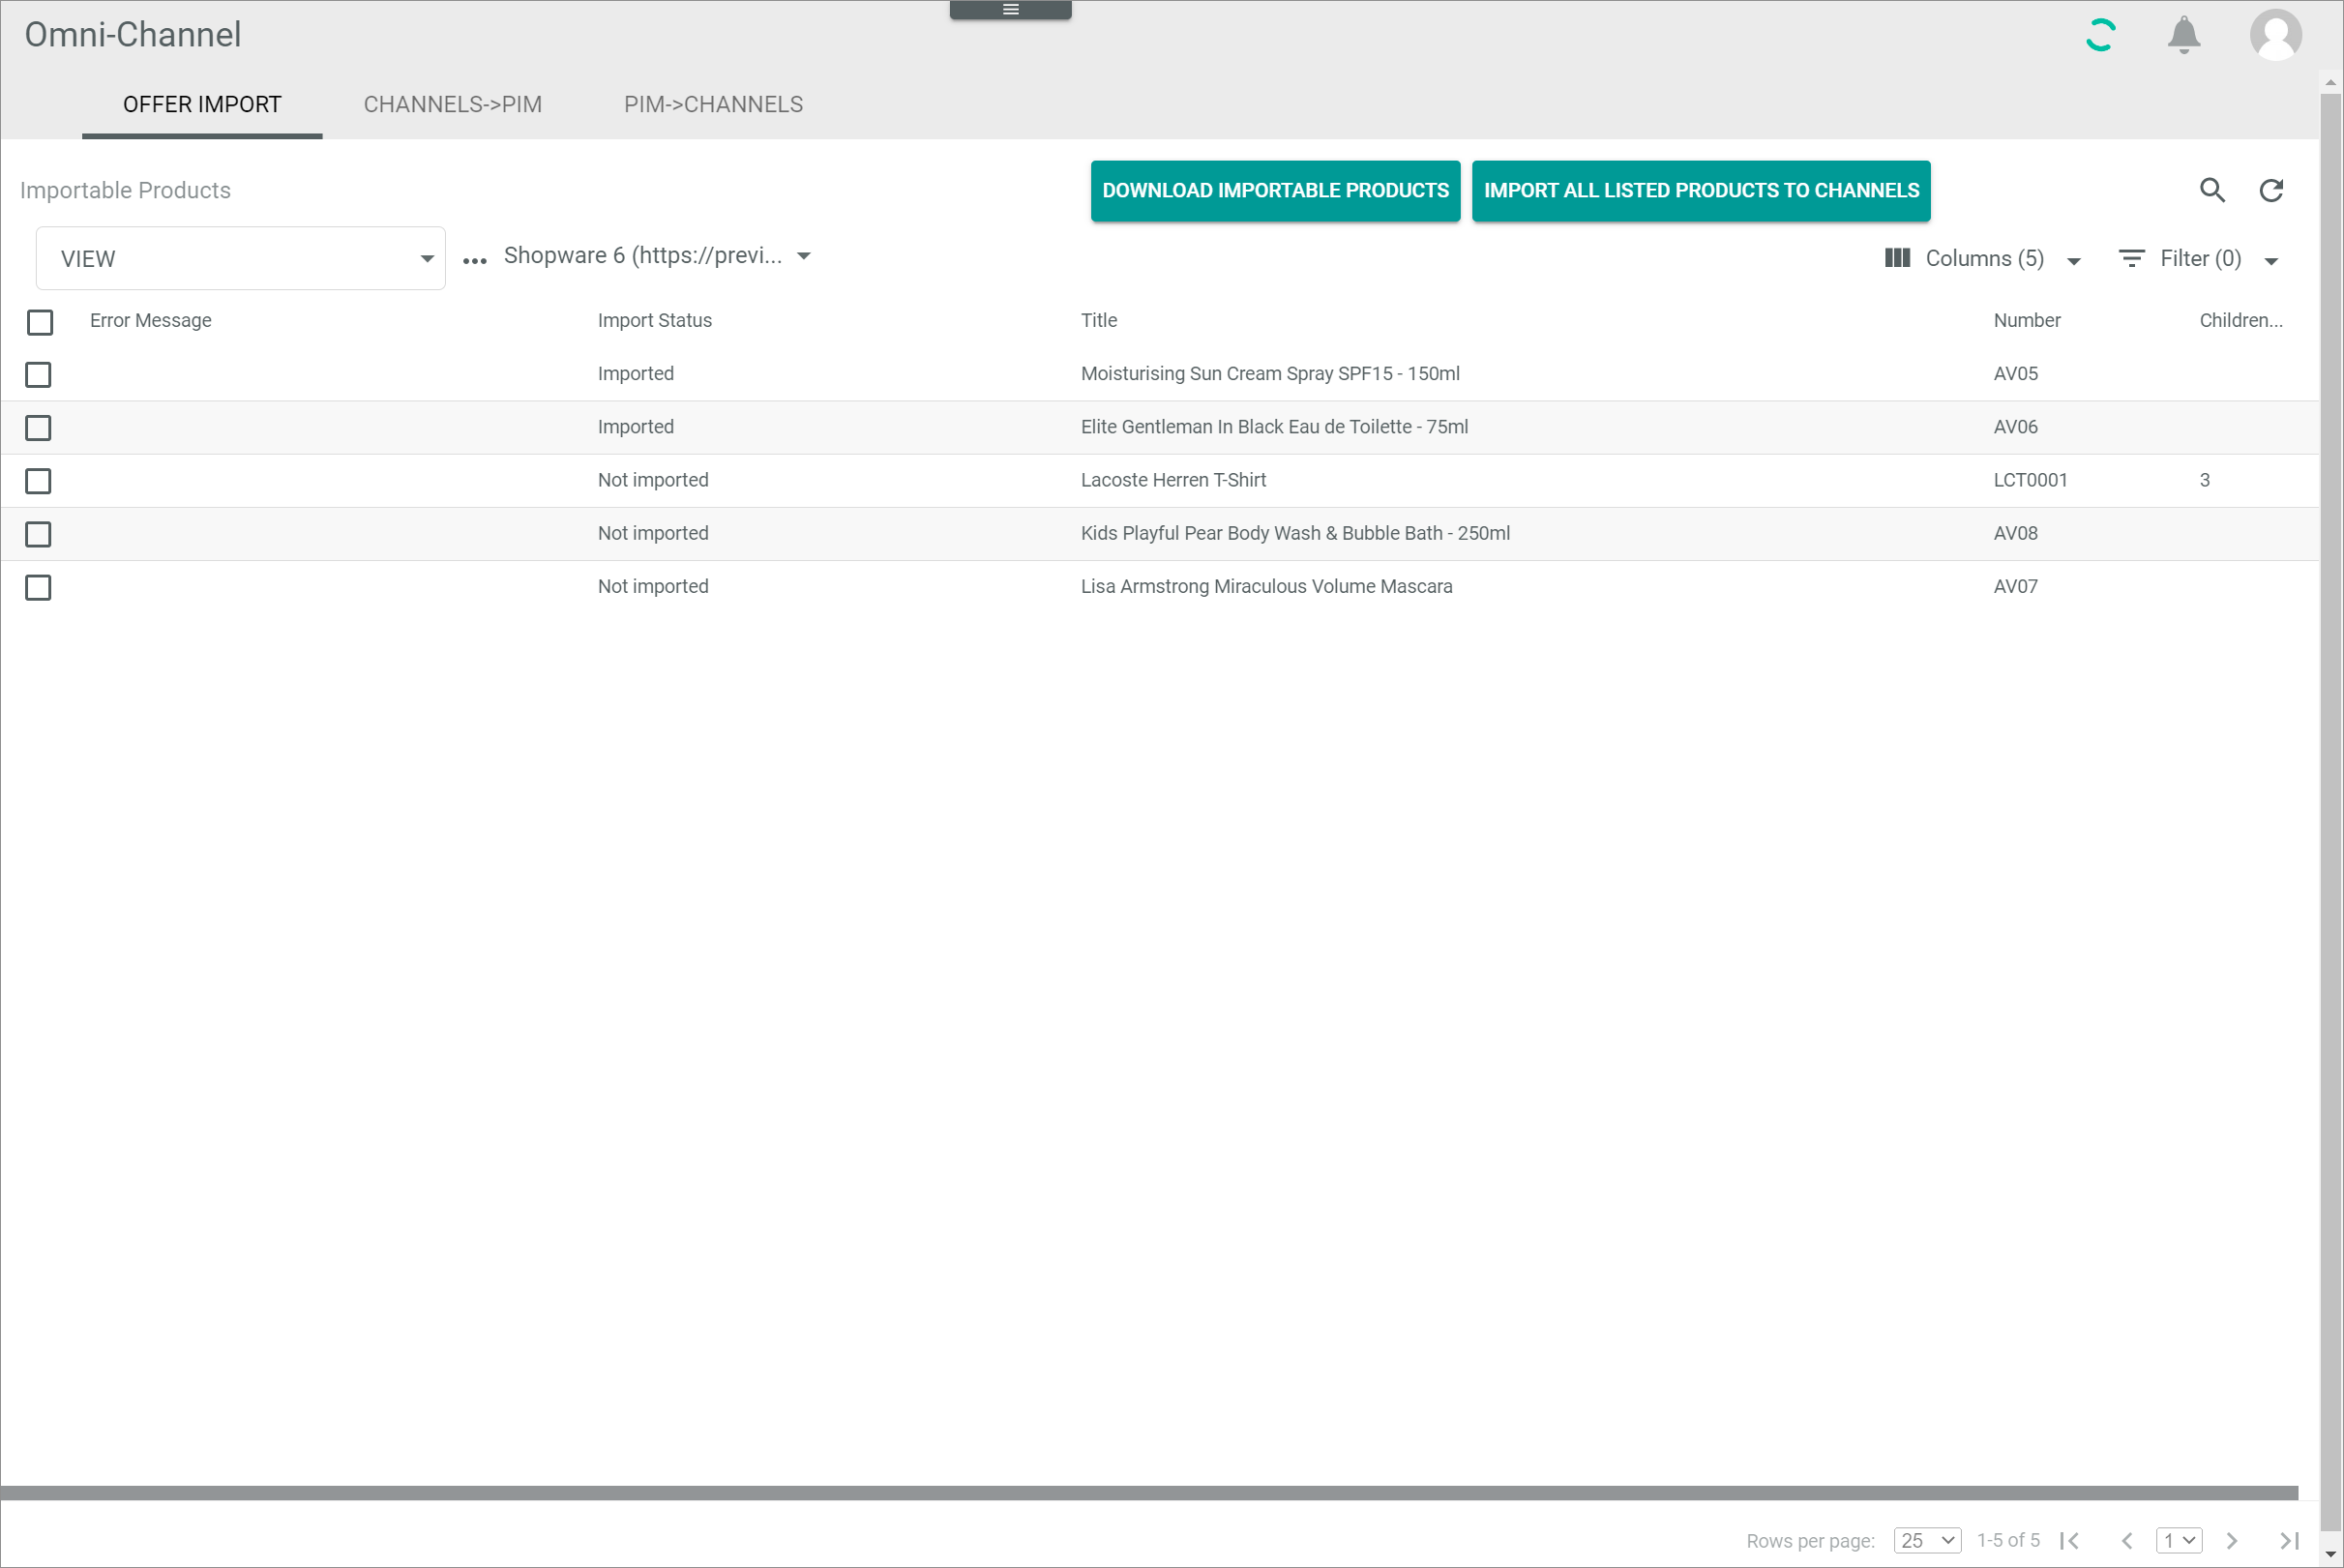 Omni-Channel
OFFER IMPORT CHANNELS->PIM PIM->CHANNELS
Importable Products DOWNLOAD IMPORTABLE PRODUCTS IMPORT ALL LISTED PRODUCTS TO CHANNELS
VIEW ... Shopware 6 (https://previ... Columns (5) Filter (0)
Error Message Import Status Title Number Children...
Imported Moisturising Sun Cream Spray SPF15 - 150ml AV05
Imported Elite Gentleman In Black Eau de Toilette - 75ml AV06
Not imported Lacoste Herren T-Shirt LCT0001 3
Not imported Kids Playful Pear Body Wash & Bubble Bath - 250ml AV08
Not imported Lisa Armstrong Miraculous Volume Mascara AV07
Rows per page: 25 1-5 of 5 1